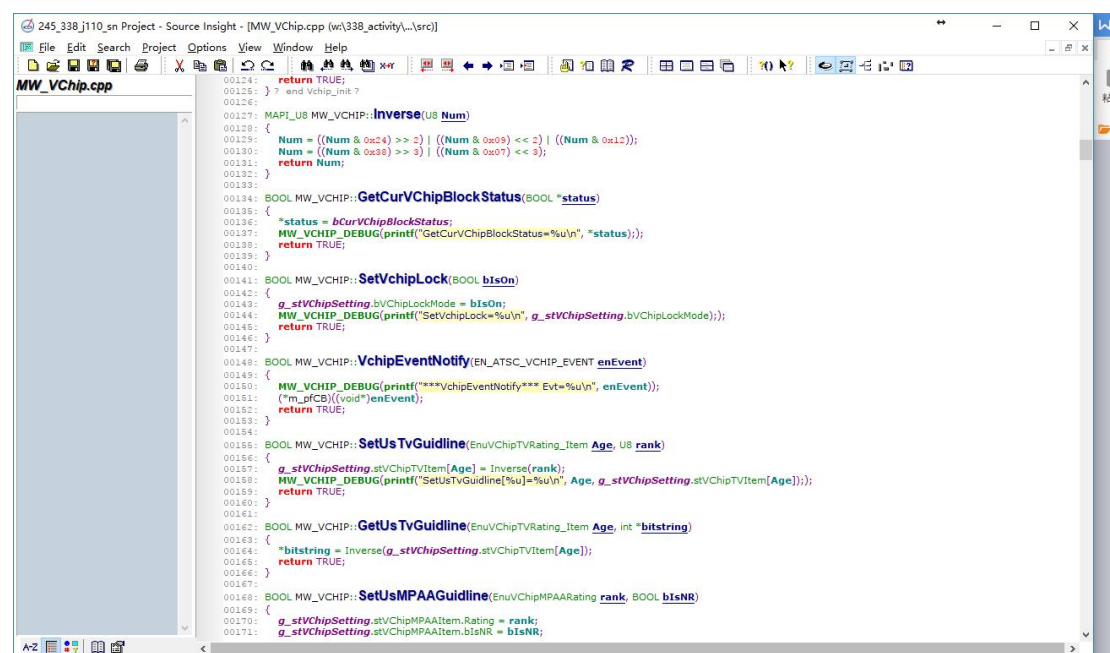 245_338_j110_sn Project - Source Insight - [MW_VChip.cpp (w:\338_activity\...\src)]
File Edit Search Project Options View Window Help
MW_VChip.cpp
00124: return TRUE;
00125: } ? end Vchip_init ?
00126:
00127: MAPI_U8 MW_VCHIP::Inverse(U8 Num)
00128: {
00129: Num = ((Num & 0x24) >> 2) | ((Num & 0x09) << 2) | ((Num & 0x12));
00130: Num = ((Num & 0x38) >> 3) | ((Num & 0x07) << 3);
00131: return Num;
00132: }
00133:
00134: BOOL MW_VCHIP::GetCurVChipBlockStatus(BOOL *status)
00135: {
00136: *status = bCurVChipBlockStatus;
00137: MW_VCHIP_DEBUG(printf("GetCurVChipBlockStatus=%u\n", *status););
00138: return TRUE;
00139: }
00140:
00141: BOOL MW_VCHIP::SetVchipLock(BOOL bIsOn)
00142: {
00143: g_stVChipSetting.bVChipLockMode = bIsOn;
00144: MW_VCHIP_DEBUG(printf("SetVchipLock=%u\n", g_stVChipSetting.bVChipLockMode););
00145: return TRUE;
00146: }
00147:
00148: BOOL MW_VCHIP::VchipEventNotify(EN_ATSC_VCHIP_EVENT enEvent)
00149: {
00150: MW_VCHIP_DEBUG(printf("***VchipEventNotify*** Evt=%u\n", enEvent));
00151: (*m_pfCB)((void*)enEvent);
00152: return TRUE;
00153: }
00154:
00155: BOOL MW_VCHIP::SetUsTvGuidline(EnuVChipTVRating_Item Age, U8 rank)
00156: {
00157: g_stVChipSetting.stVChipTVItem[Age] = Inverse(rank);
00158: MW_VCHIP_DEBUG(printf("SetUsTvGuidline[%u]=%u\n", Age, g_stVChipSetting.stVChipTVItem[Age]););
00159: return TRUE;
00160: }
00161:
00162: BOOL MW_VCHIP::GetUsTvGuidline(EnuVChipTVRating_Item Age, int *bitstring)
00163: {
00164: *bitstring = Inverse(g_stVChipSetting.stVChipTVItem[Age]);
00165: return TRUE;
00166: }
00167:
00168: BOOL MW_VCHIP::SetUsMPAAGuidline(EnuVChipMPAARating rank, BOOL bIsNR)
00169: {
00170: g_stVChipSetting.stVChipMPAAItem.Rating = rank;
00171: g_stVChipSetting.stVChipMPAAItem.bIsNR = bIsNR;
A-Z